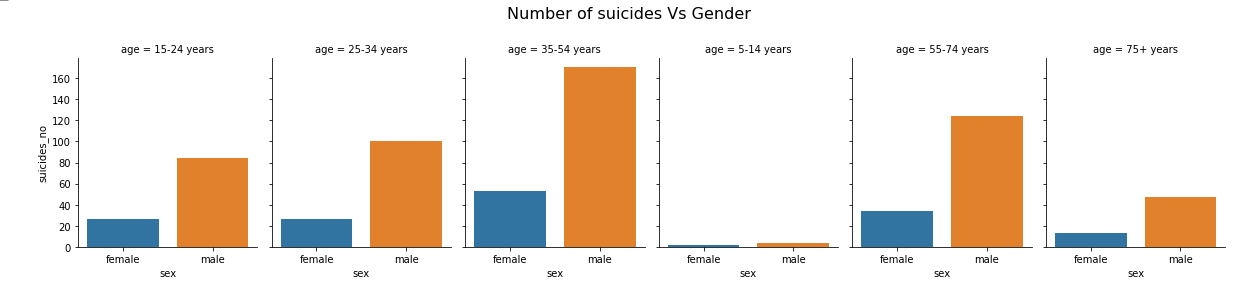 Number of suicides Vs Gender
age = 15-24 years
age = 25-34 years
age = 35-54 years
age = 5-14 years
age = 55-74 years
age = 75+ years
suicides_no
160
140
120
100
80
60
40
20
0
female male
female male
female male
female male
female male
female male
sex
sex
sex
sex
sex
sex